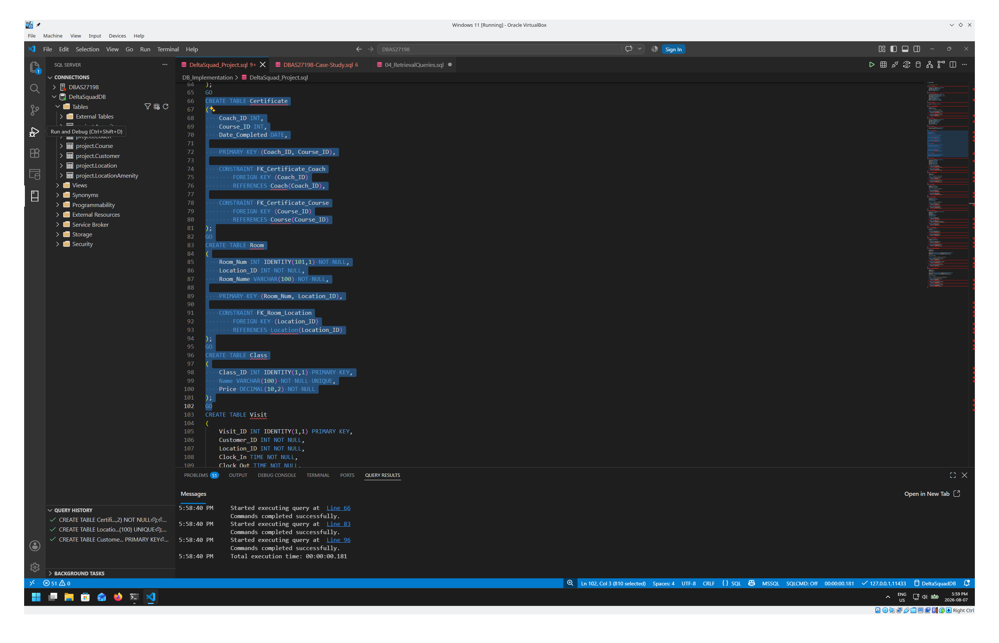 Windows 11 [Running] - Oracle VirtualBox
File Machine View Input Devices Help
File Edit Selection View Go Run Terminal Help
DBAS27198
Sign In
SQL SERVER
DeltaSquad_Project.sql 9+
DBAS27198-Case-Study.sql 6
04_RetrievalQueries.sql
DB_Implementation > DeltaSquad_Project.sql
1
CONNECTIONS
DBAS27198
DeltaSquadDB
Tables
External Tables
Run and Debug (Ctrl+Shift+D)
project.Course
project.Customer
project.Location
project.LocationAmenity
Views
Synonyms
Programmability
External Resources
Service Broker
Storage
Security
64 );
65 GO
66 CREATE TABLE Certificate
67 (
68 Coach_ID INT,
69 Course_ID INT,
70 Date_Completed DATE,
71
72 PRIMARY KEY (Coach_ID, Course_ID),
73
74 CONSTRAINT FK_Certificate_Coach
75 FOREIGN KEY (Coach_ID)
76 REFERENCES Coach(Coach_ID),
77
78 CONSTRAINT FK_Certificate_Course
79 FOREIGN KEY (Course_ID)
80 REFERENCES Course(Course_ID)
81 );
82 GO
83 CREATE TABLE Room
84 (
85 Room_Num INT IDENTITY(101,1) NOT NULL,
86 Location_ID INT NOT NULL,
87 Room_Name VARCHAR(100) NOT NULL,
88
89 PRIMARY KEY (Room_Num, Location_ID),
90
91 CONSTRAINT FK_Room_Location
92 FOREIGN KEY (Location_ID)
93 REFERENCES Location(Location_ID)
94 );
95 GO
96 CREATE TABLE Class
97 (
98 Class_ID INT IDENTITY(1,1) PRIMARY KEY,
99 Name VARCHAR(100) NOT NULL UNIQUE,
100 Price DECIMAL(10,2) NOT NULL
101 );
102 GO
103 CREATE TABLE Visit
104 (
105 Visit_ID INT IDENTITY(1,1) PRIMARY KEY,
106 Customer_ID INT NOT NULL,
107 Location_ID INT NOT NULL,
108 Clock_In TIME NOT NULL,
109 Clock_Out TIME NOT NULL,
PROBLEMS 51 OUTPUT DEBUG CONSOLE TERMINAL PORTS QUERY RESULTS
Messages
Open in New Tab
5:58:40 PM Started executing query at Line 66
Commands completed successfully.
5:58:40 PM Started executing query at Line 83
Commands completed successfully.
5:58:40 PM Started executing query at Line 96
Commands completed successfully.
5:58:40 PM Total execution time: 00:00:00.181
QUERY HISTORY
CREATE TABLE Certifi...,2) NOT NULL⏎);⏎...
CREATE TABLE Locatio...(100) UNIQUE⏎);...
CREATE TABLE Custome... PRIMARY KEY⏎...
BACKGROUND TASKS
51 0
Ln 102, Col 3 (810 selected) Spaces: 4 UTF-8 CRLF {} SQL MSSQL SQLCMD: Off 00:00:00.181 127.0.0.1,11433 DeltaSquadDB
ENG
US
5:59 PM
2026-08-07
Right Ctrl